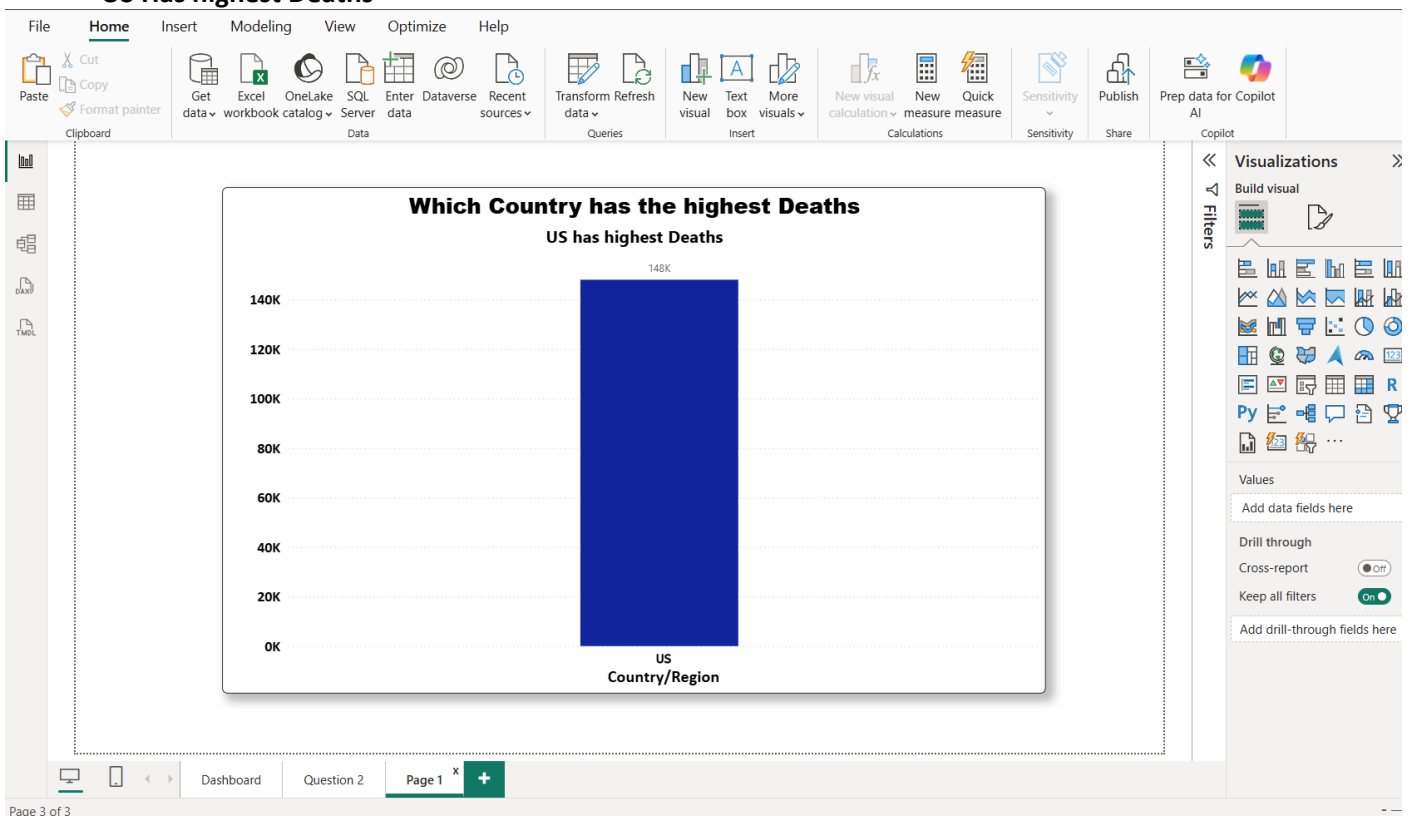 US Has highest Deaths
File Home Insert Modeling View Optimize Help
Paste
Cut
Copy
Format painter
Clipboard
Get data
Excel workbook
OneLake catalog
SQL Server
Enter data
Dataverse
Recent sources
Data
Transform data
Refresh
Queries
New visual
Text box
A
More visuals
Insert
New visual calculation
New measure
Quick measure
Calculations
Sensitivity
Sensitivity
Publish
Share
Prep data for AI
Copilot
Copilot
DAX
TMDL
Which Country has the highest Deaths
US has highest Deaths
148K
140K
120K
100K
80K
60K
40K
20K
0K
US
Country/Region
Filters
Visualizations
Build visual
123
R
Py
123
Values
Add data fields here
Drill through
Cross-report Off
Keep all filters On
Add drill-through fields here
Dashboard Question 2 Page 1 x +
Page 3 of 3